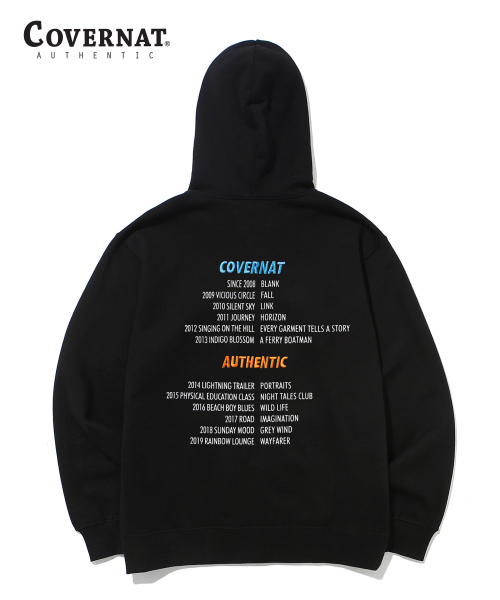 COVERNAT®
AUTHENTIC
COVERNAT
SINCE 2008 BLANK
2009 VICIOUS CIRCLE FALL
2010 SILENT SKY LINK
2011 JOURNEY HORIZON
2012 SINGING ON THE HILL EVERY GARMENT TELLS A STORY
2013 INDIGO BLOSSOM A FERRY BOATMAN
AUTHENTIC
2014 LIGHTNING TRAILER PORTRAITS
2015 PHYSICAL EDUCATION CLASS NIGHT TALES CLUB
2016 BEACH BOY BLUES WILD LIFE
2017 ROAD IMAGINATION
2018 SUNDAY MOOD GREY WIND
2019 RAINBOW LOUNGE WAYFARER